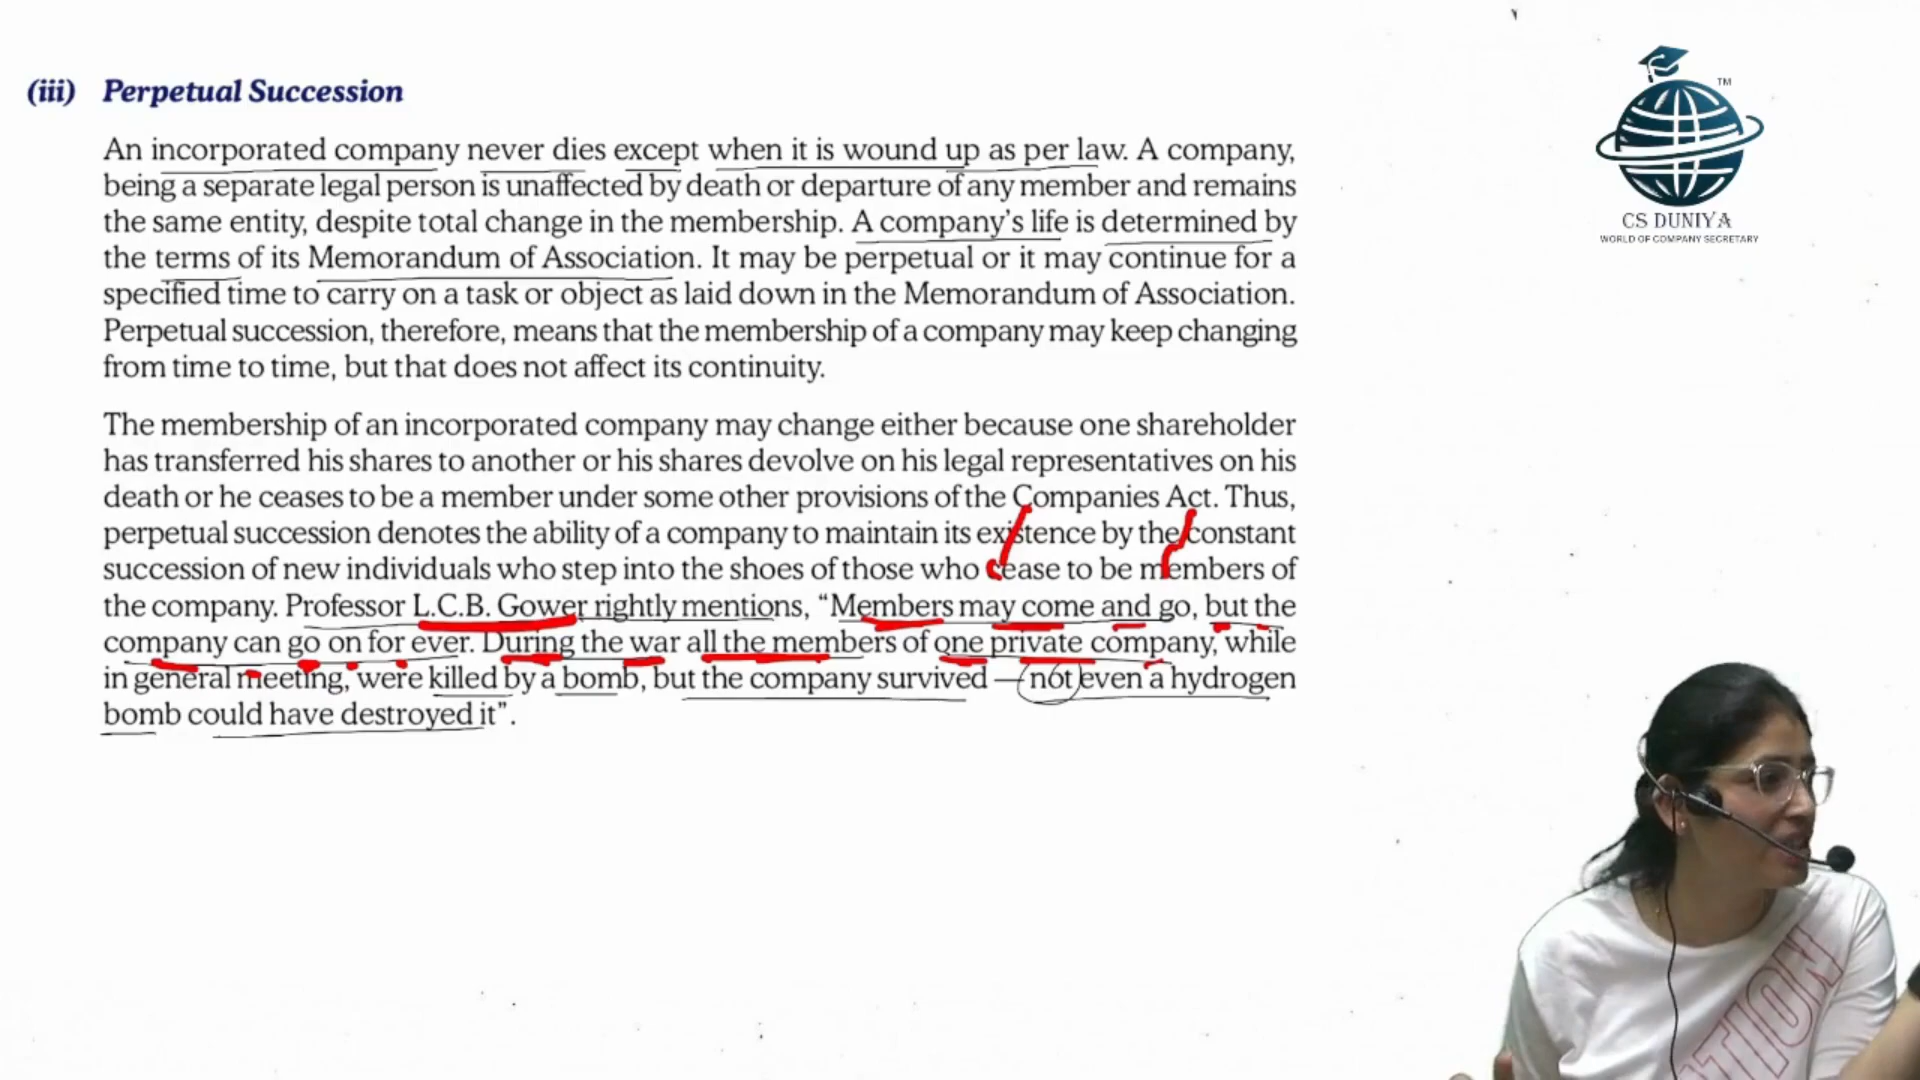 (iii) Perpetual Succession
An incorporated company never dies except when it is wound up as per law. A company,
being a separate legal person is unaffected by death or departure of any member and remains
the same entity, despite total change in the membership. A company’s life is determined by
the terms of its Memorandum of Association. It may be perpetual or it may continue for a
specified time to carry on a task or object as laid down in the Memorandum of Association.
Perpetual succession, therefore, means that the membership of a company may keep changing
from time to time, but that does not affect its continuity.
The membership of an incorporated company may change either because one shareholder
has transferred his shares to another or his shares devolve on his legal representatives on his
death or he ceases to be a member under some other provisions of the Companies Act. Thus,
perpetual succession denotes the ability of a company to maintain its existence by the constant
succession of new individuals who step into the shoes of those who cease to be members of
the company. Professor L.C.B. Gower rightly mentions, “Members may come and go, but the
company can go on for ever. During the war all the members of one private company, while
in general meeting, were killed by a bomb, but the company survived — not even a hydrogen
bomb could have destroyed it”.
TM
CS DUNIYA
WORLD OF COMPANY SECRETARY